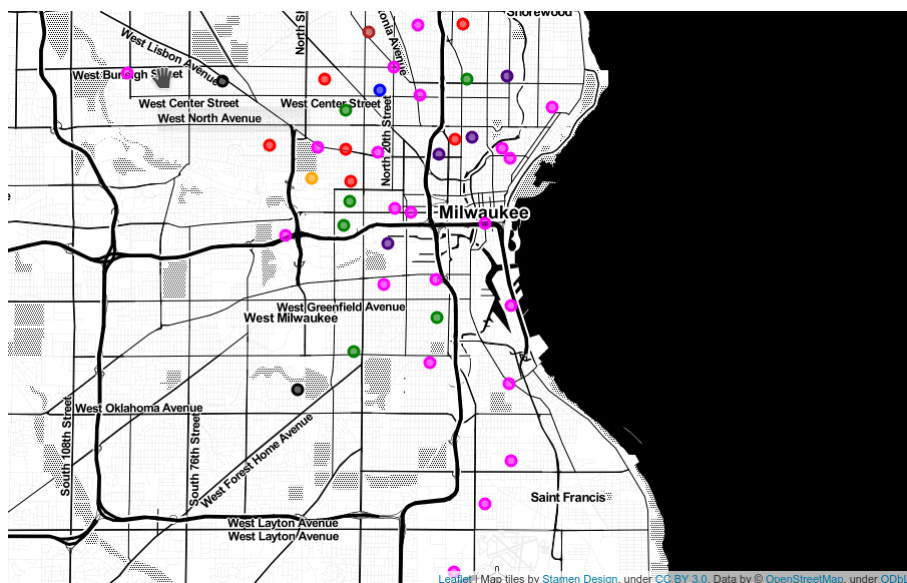 Shorewood
West Lisbon Avenue
North S
onia Avenue
West Burleigh Street
West Center Street
West Center Street
West North Avenue
North 20th Street
Milwaukee
West Greenfield Avenue
West Milwaukee
West Oklahoma Avenue
South 108th Street
South 76th Street
West Forest Home Avenue
Saint Francis
West Layton Avenue
West Layton Avenue
Leaflet | Map tiles by Stamen Design, under CC BY 3.0. Data by © OpenStreetMap, under ODbL